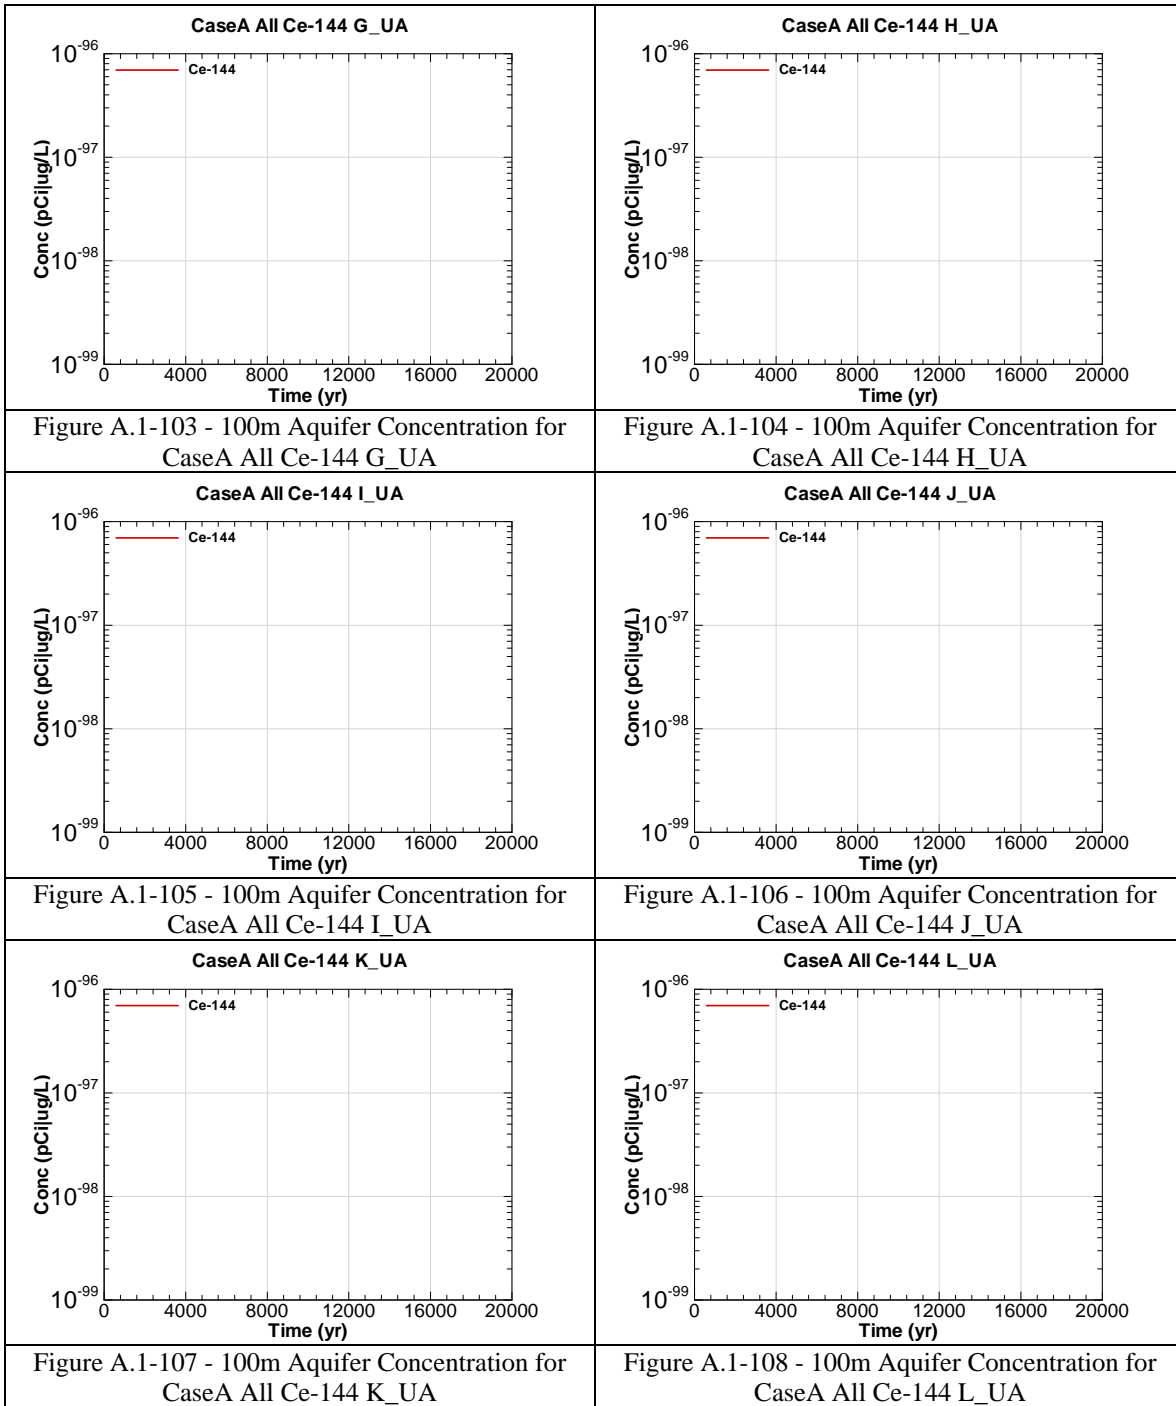 CaseA All Ce-144 G_UA
10-96
Ce-144
10-97
10-98
10-99
Conc (pCi|ug/L)
0 4000 8000 12000 16000 20000
Time (yr)
Figure A.1-103 - 100m Aquifer Concentration for
CaseA All Ce-144 G_UA
CaseA All Ce-144 H_UA
10-96
Ce-144
10-97
10-98
10-99
Conc (pCi|ug/L)
0 4000 8000 12000 16000 20000
Time (yr)
Figure A.1-104 - 100m Aquifer Concentration for
CaseA All Ce-144 H_UA
CaseA All Ce-144 I_UA
10-96
Ce-144
10-97
10-98
10-99
Conc (pCi|ug/L)
0 4000 8000 12000 16000 20000
Time (yr)
Figure A.1-105 - 100m Aquifer Concentration for
CaseA All Ce-144 I_UA
CaseA All Ce-144 J_UA
10-96
Ce-144
10-97
10-98
10-99
Conc (pCi|ug/L)
0 4000 8000 12000 16000 20000
Time (yr)
Figure A.1-106 - 100m Aquifer Concentration for
CaseA All Ce-144 J_UA
CaseA All Ce-144 K_UA
10-96
Ce-144
10-97
10-98
10-99
Conc (pCi|ug/L)
0 4000 8000 12000 16000 20000
Time (yr)
Figure A.1-107 - 100m Aquifer Concentration for
CaseA All Ce-144 K_UA
CaseA All Ce-144 L_UA
10-96
Ce-144
10-97
10-98
10-99
Conc (pCi|ug/L)
0 4000 8000 12000 16000 20000
Time (yr)
Figure A.1-108 - 100m Aquifer Concentration for
CaseA All Ce-144 L_UA